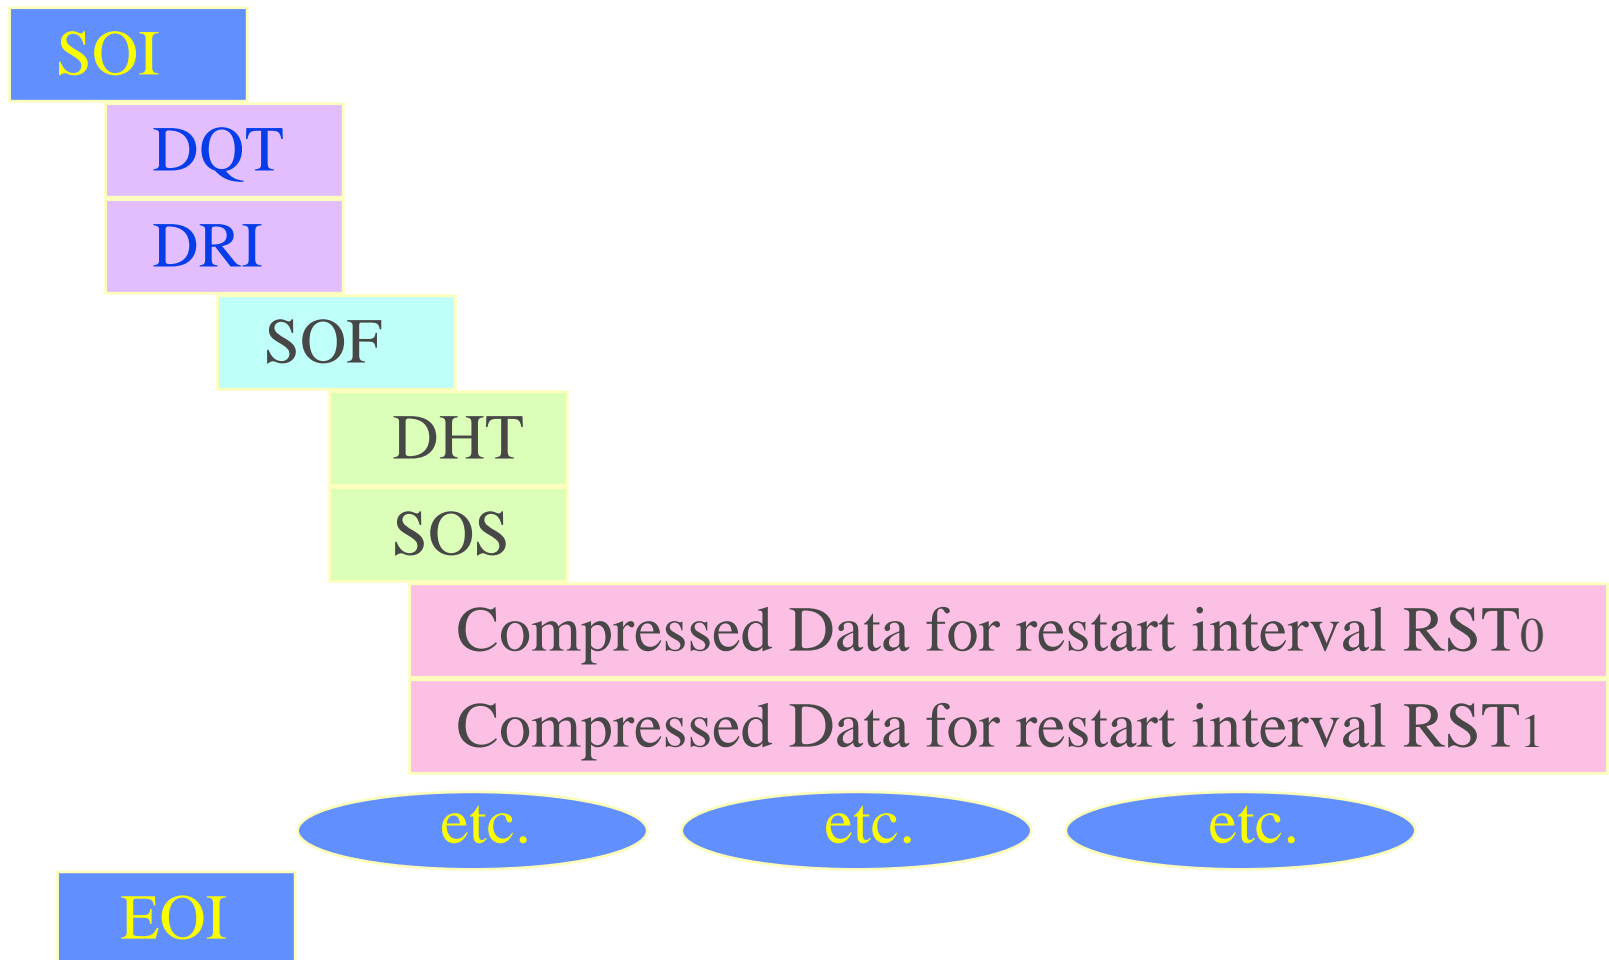 SOI
DQT
DRI
SOF
DHT
SOS
Compressed Data for restart interval RST0
Compressed Data for restart interval RST1
etc. etc. etc.
EOI